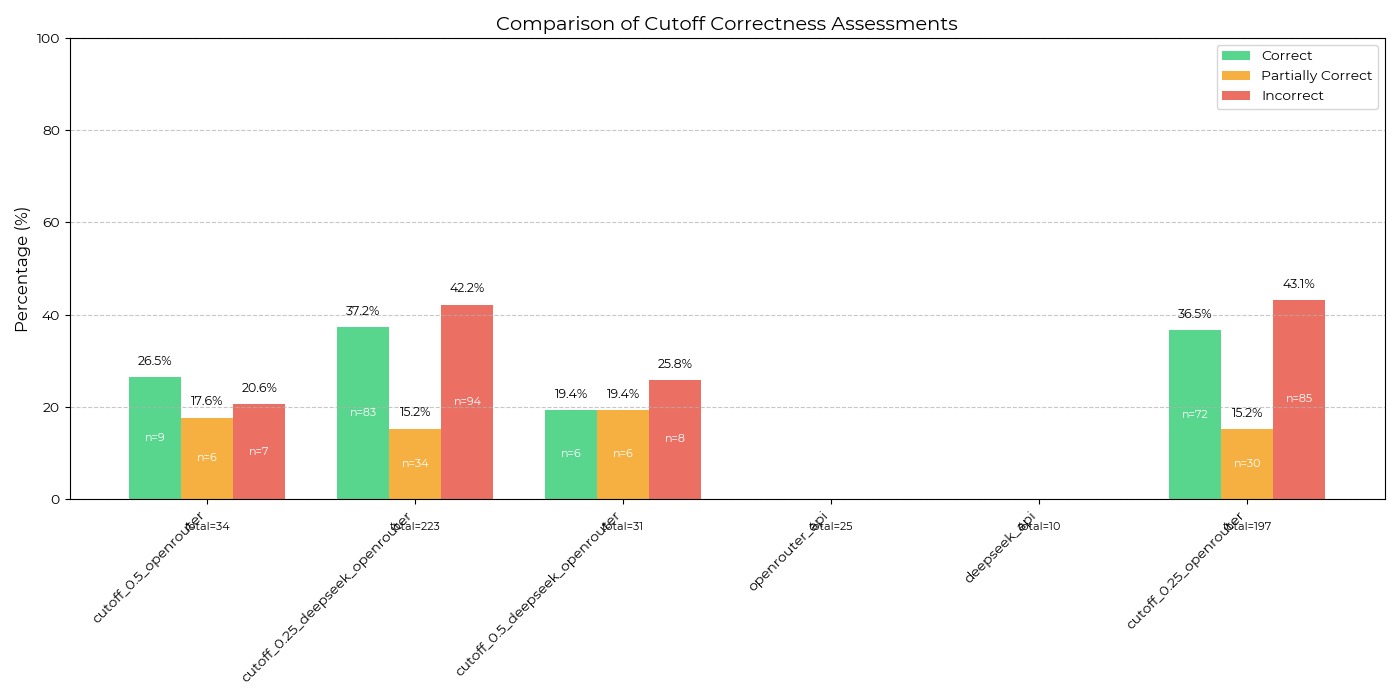 Comparison of Cutoff Correctness Assessments
Percentage (%)
100
80
60
40
20
0
Correct
Partially Correct
Incorrect
26.5%
17.6%
20.6%
n=9
n=6
n=7
37.2%
15.2%
42.2%
n=83
n=34
n=94
19.4%
19.4%
25.8%
n=6
n=6
n=8
36.5%
15.2%
43.1%
n=72
n=30
n=85
total=34
total=223
total=31
total=25
total=10
total=197
cutoff_0.5_openrouter
cutoff_0.25_deepseek_openrouter
cutoff_0.5_deepseek_openrouter
openrouter_api
deepseek_api
cutoff_0.25_openrouter